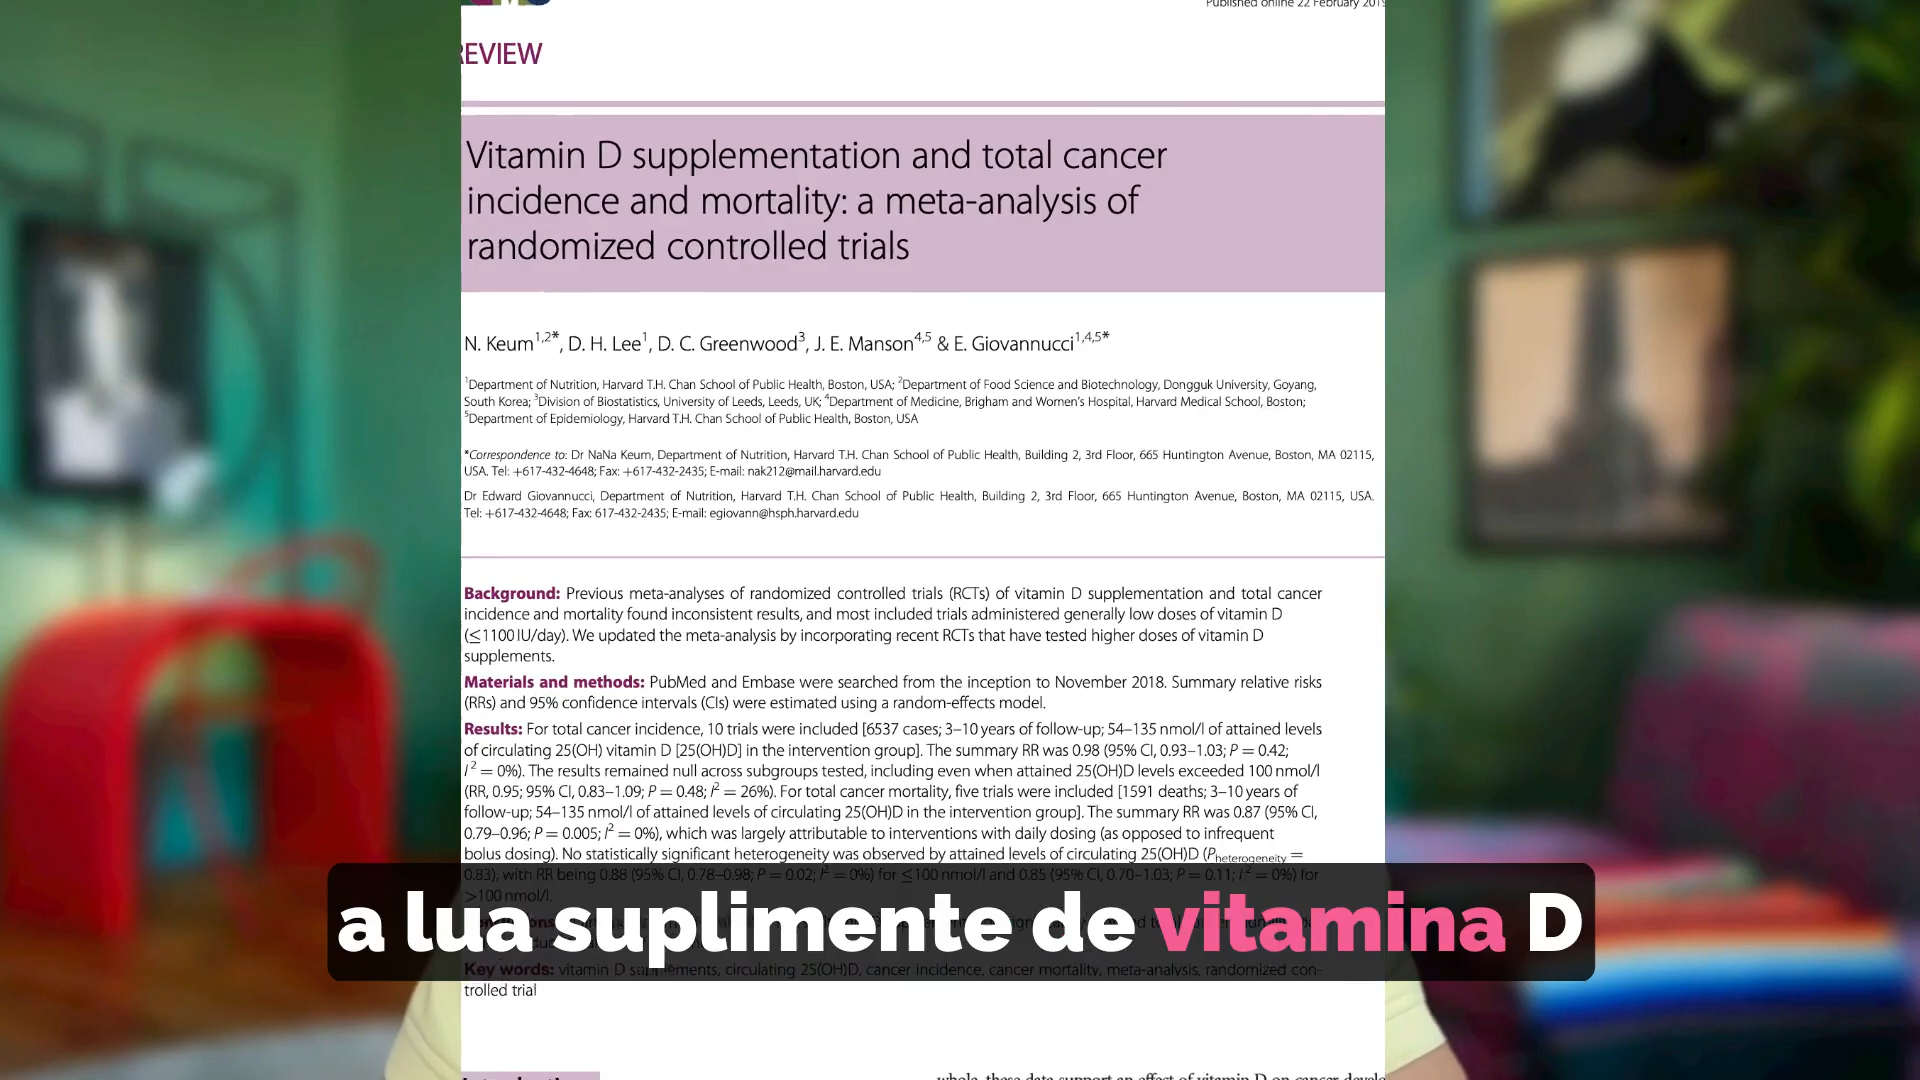 Published online 22 February 2019
REVIEW
Vitamin D supplementation and total cancer
incidence and mortality: a meta-analysis of
randomized controlled trials
N. Keum1,2*, D. H. Lee1, D. C. Greenwood3, J. E. Manson4,5 & E. Giovannucci1,4,5*
1Department of Nutrition, Harvard T.H. Chan School of Public Health, Boston, USA; 2Department of Food Science and Biotechnology, Dongguk University, Goyang,
South Korea; 3Division of Biostatistics, University of Leeds, Leeds, UK; 4Department of Medicine, Brigham and Women's Hospital, Harvard Medical School, Boston;
5Department of Epidemiology, Harvard T.H. Chan School of Public Health, Boston, USA
*Correspondence to: Dr NaNa Keum, Department of Nutrition, Harvard T.H. Chan School of Public Health, Building 2, 3rd Floor, 665 Huntington Avenue, Boston, MA 02115,
USA. Tel: +617-432-4648; Fax: +617-432-2435; E-mail: nak212@mail.harvard.edu
Dr Edward Giovannucci, Department of Nutrition, Harvard T.H. Chan School of Public Health, Building 2, 3rd Floor, 665 Huntington Avenue, Boston, MA 02115, USA.
Tel: +617-432-4648; Fax: 617-432-2435; E-mail: egiovann@hsph.harvard.edu
Background: Previous meta-analyses of randomized controlled trials (RCTs) of vitamin D supplementation and total cancer
incidence and mortality found inconsistent results, and most included trials administered generally low doses of vitamin D
(≤1100 IU/day). We updated the meta-analysis by incorporating recent RCTs that have tested higher doses of vitamin D
supplements.
Materials and methods: PubMed and Embase were searched from the inception to November 2018. Summary relative risks
(RRs) and 95% confidence intervals (CIs) were estimated using a random-effects model.
Results: For total cancer incidence, 10 trials were included [6537 cases; 3–10 years of follow-up; 54–135 nmol/l of attained levels
of circulating 25(OH) vitamin D [25(OH)D] in the intervention group]. The summary RR was 0.98 (95% CI, 0.93–1.03; P = 0.42;
I2 = 0%). The results remained null across subgroups tested, including even when attained 25(OH)D levels exceeded 100 nmol/l
(RR, 0.95; 95% CI, 0.83–1.09; P = 0.48; I2 = 26%). For total cancer mortality, five trials were included [1591 deaths; 3–10 years of
follow-up; 54–135 nmol/l of attained levels of circulating 25(OH)D in the intervention group]. The summary RR was 0.87 (95% CI,
0.79–0.96; P = 0.005; I2 = 0%), which was largely attributable to interventions with daily dosing (as opposed to infrequent
bolus dosing). No statistically significant heterogeneity was observed by attained levels of circulating 25(OH)D (Pheterogeneity =
0.83), with RR being 0.88 (95% CI, 0.78–0.98; P = 0.02; I2 = 0%) for ≤100 nmol/l and 0.85 (95% CI, 0.70–1.03; P = 0.11; I2 = 0%) for
>100 nmol/l.
a lua suplimente de vitamina D
Key words: vitamin D supplements, circulating 25(OH)D, cancer incidence, cancer mortality, meta-analysis, randomized con-
trolled trial
whole, these data support an effect of vitamin D on cancer